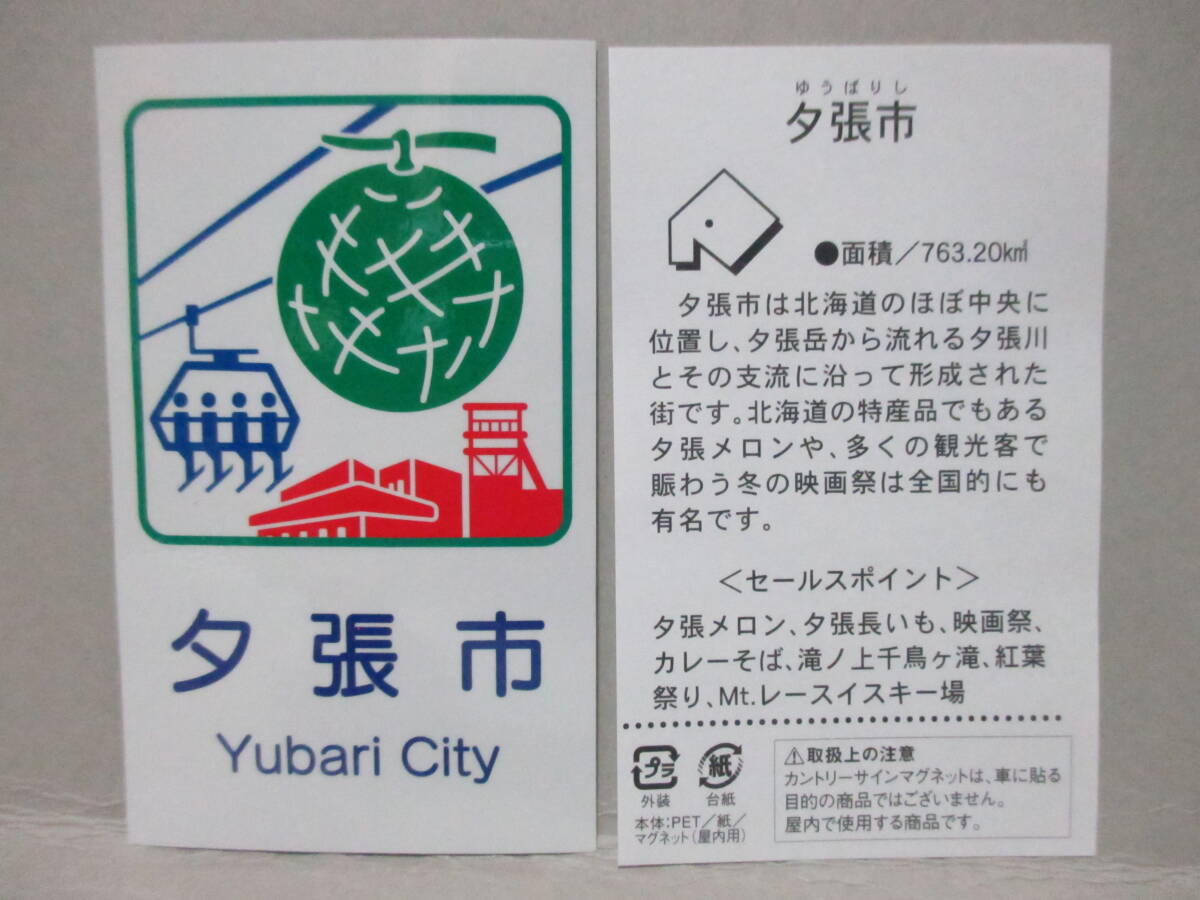 夕張市
Yubari City
ゆうばりし
夕張市
●面積／763.20k㎡
夕張市は北海道のほぼ中央に
位置し、夕張岳から流れる夕張川
とその支流に沿って形成された
街です。北海道の特産品でもある
夕張メロンや、多くの観光客で
賑わう冬の映画祭は全国的にも
有名です。
＜セールスポイント＞
夕張メロン、夕張長いも、映画祭、
カレーそば、滝ノ上千鳥ヶ滝、紅葉
祭り、Mt.レースイスキー場
プラ
外装
紙
台紙
本体：PET／紙／
マグネット（屋内用）
⚠取扱上の注意
カントリーサインマグネットは、車に貼る
目的の商品ではございません。
屋内で使用する商品です。